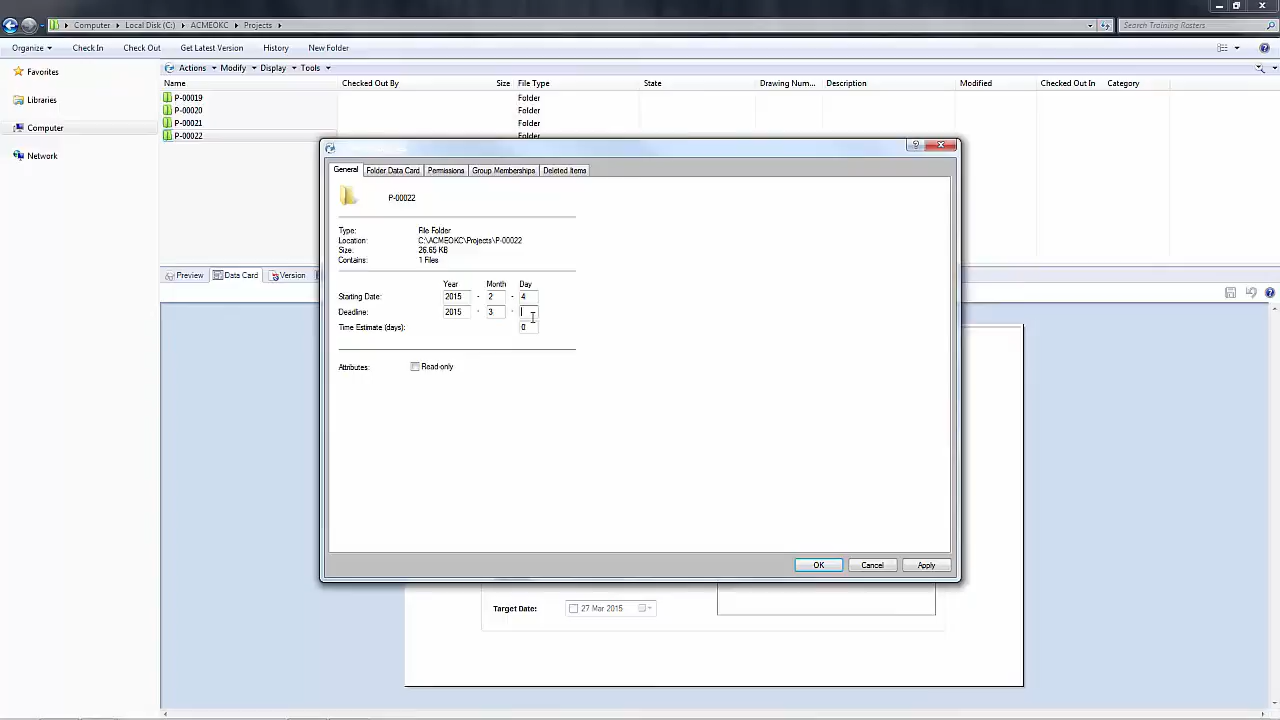 Computer ▸ Local Disk (C:) ▸ ACMEOKC ▸ Projects ▸
Search Training Rasters
Organize ▾ Check In Check Out Get Latest Version History New Folder
Favorites
Libraries
Computer
Network
Actions ▾ Modify ▾ Display ▾ Tools ▾
Name Checked Out By Size File Type State Drawing Num... Description Modified Checked Out In Category
P-00019 Folder
P-00020 Folder
P-00021 Folder
P-00022 Folder
Preview Data Card Version
General Folder Data Card Permissions Group Memberships Deleted Items
P-00022
Type: File Folder
Location: C:\ACMEOKC\Projects\P-00022
Size: 26.65 KB
Contains: 1 Files
Year Month Day
Starting Date: 2015 - 2 - 4
Deadline: 2015 - 3 -
Time Estimate (days): 0
Attributes: Read-only
OK Cancel Apply
Target Date: 27 Mar 2015